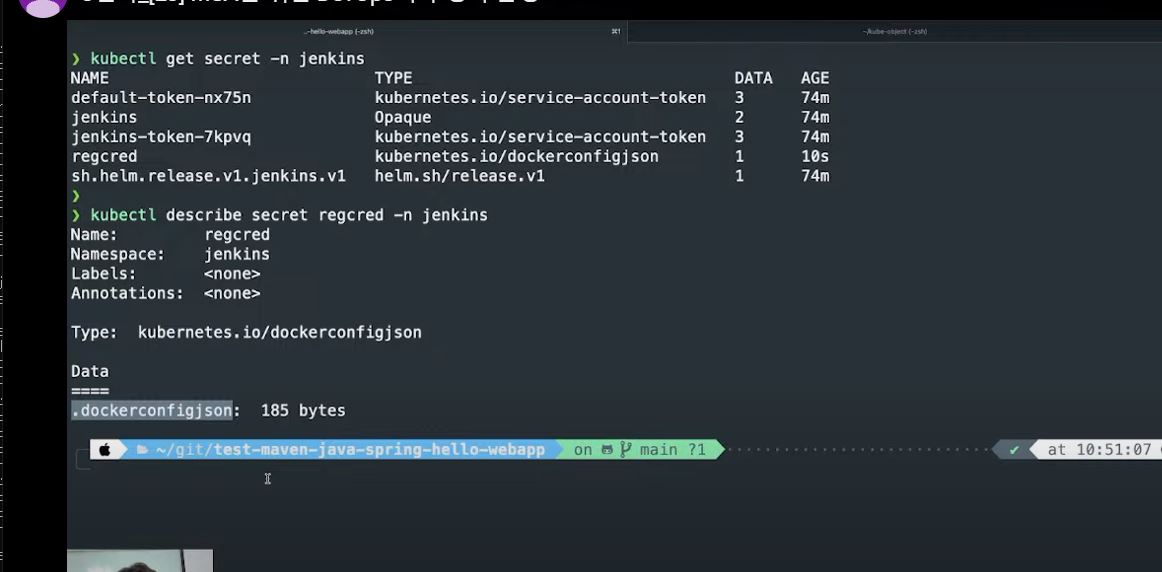 _.-hello-webapp (-zsh) ⌘1 ~/kube-object (-zsh)
❯ kubectl get secret -n jenkins
NAME TYPE DATA AGE
default-token-nx75n kubernetes.io/service-account-token 3 74m
jenkins Opaque 2 74m
jenkins-token-7kpvq kubernetes.io/service-account-token 3 74m
regcred kubernetes.io/dockerconfigjson 1 10s
sh.helm.release.v1.jenkins.v1 helm.sh/release.v1 1 74m
❯
❯ kubectl describe secret regcred -n jenkins
Name: regcred
Namespace: jenkins
Labels: <none>
Annotations: <none>
Type: kubernetes.io/dockerconfigjson
Data
====
.dockerconfigjson: 185 bytes
~/git/test-maven-java-spring-hello-webapp on main ?1 ✔ at 10:51:07